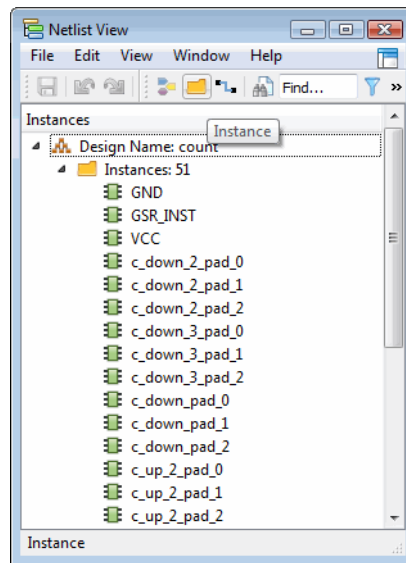 Netlist View
File Edit View Window Help
Find... »
Instances
Instance
Design Name: count
Instances: 51
GND
GSR_INST
VCC
c_down_2_pad_0
c_down_2_pad_1
c_down_2_pad_2
c_down_3_pad_0
c_down_3_pad_1
c_down_3_pad_2
c_down_pad_0
c_down_pad_1
c_down_pad_2
c_up_2_pad_0
c_up_2_pad_1
c_up_2_pad_2
Instance